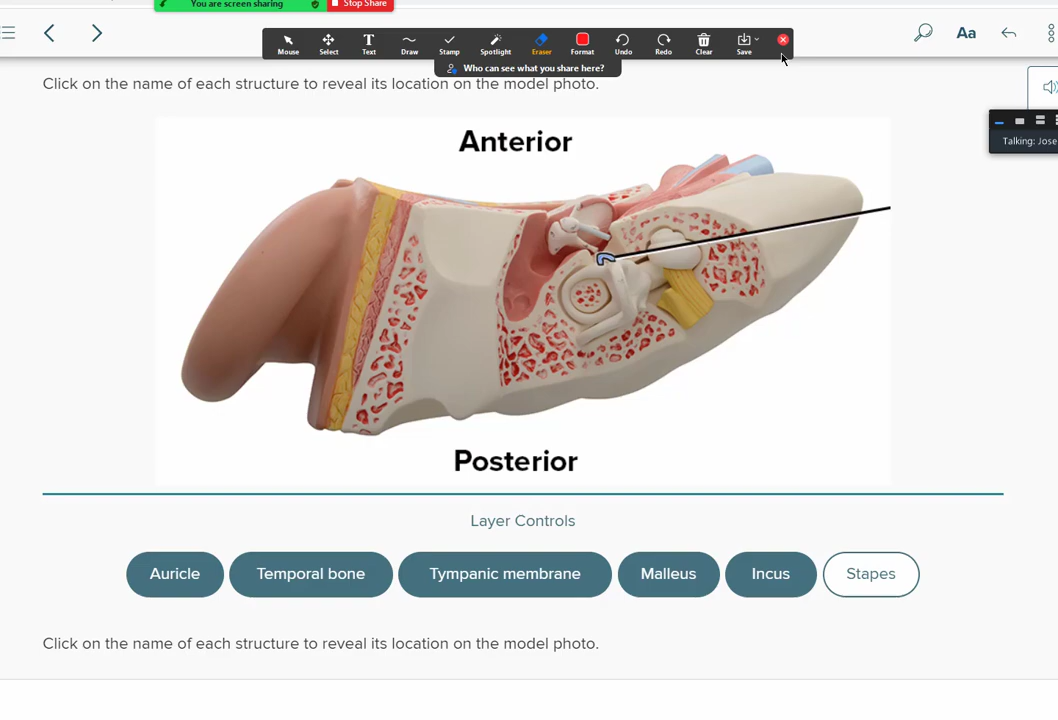 You are screen sharing
Stop Share
Aa
Mouse
Select
Text
Draw
Stamp
Spotlight
Eraser
Format
Undo
Redo
Clear
Save
Who can see what you share here?
Click on the name of each structure to reveal its location on the model photo.
Talking: Jose
Anterior
Posterior
Layer Controls
Auricle
Temporal bone
Tympanic membrane
Malleus
Incus
Stapes
Click on the name of each structure to reveal its location on the model photo.